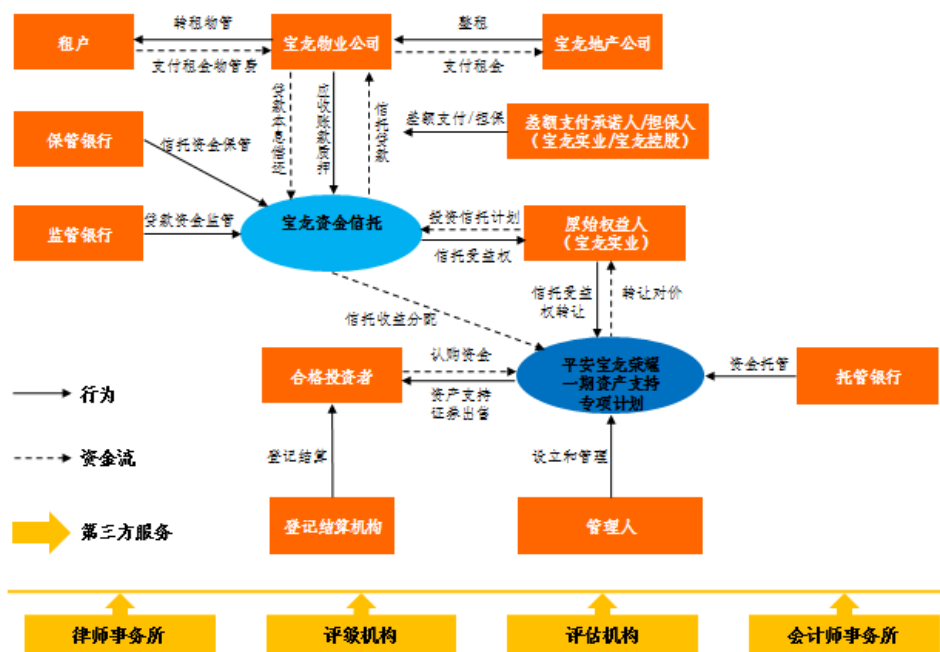 租户
转租物管
支付租金物管费
宝龙物业公司
整租
支付租金
宝龙地产公司
贷款本息偿还
应收账款质押
信托贷款
差额支付/担保
差额支付承诺人/担保人
（宝龙实业/宝龙控股）
保管银行
信托资金保管
监管银行
贷款资金监管
宝龙资金信托
投资信托计划
信托受益权
原始权益人
（宝龙实业）
信托受益
权转让
转让对价
信托收益分配
合格投资者
认购资金
资产支持
证券出售
平安宝龙荣耀
一期资产支持
专项计划
资金托管
托管银行
行为
资金流
第三方服务
登记结算
设立和管理
登记结算机构
管理人
律师事务所
评级机构
评估机构
会计师事务所